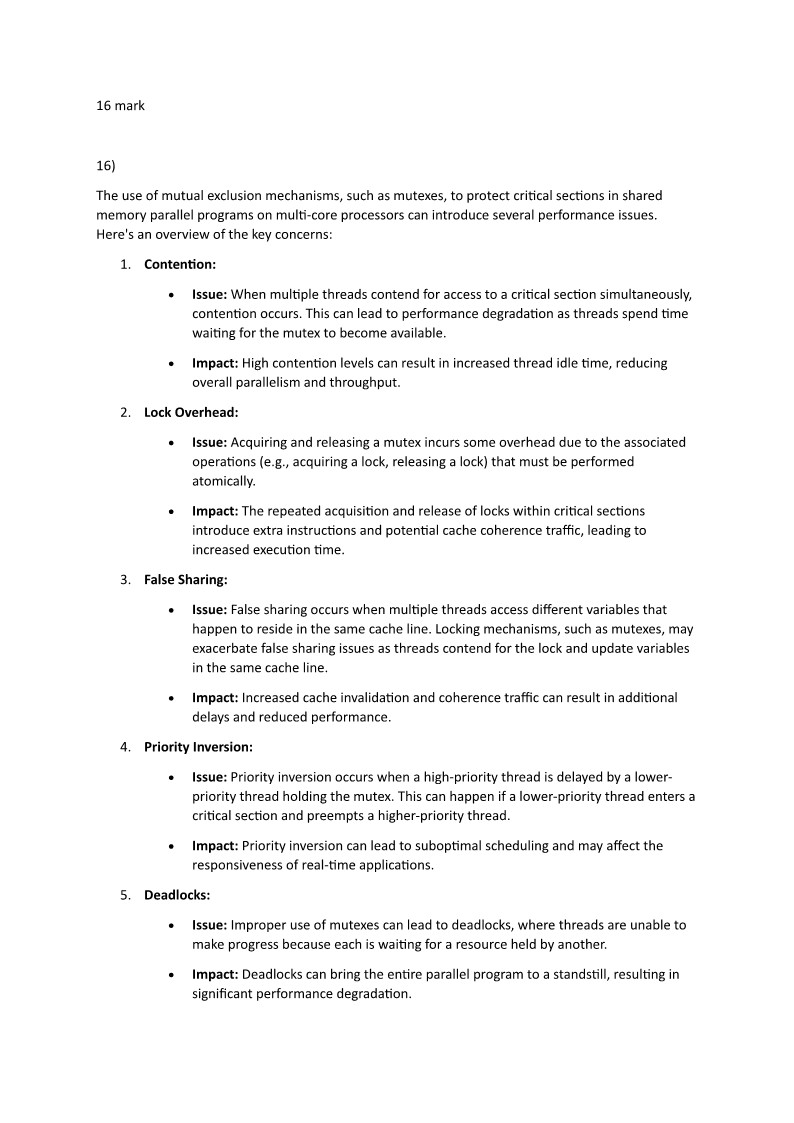 16 mark
16)
The use of mutual exclusion mechanisms, such as mutexes, to protect critical sections in shared
memory parallel programs on multi-core processors can introduce several performance issues.
Here's an overview of the key concerns:
1. Contention:
• Issue: When multiple threads contend for access to a critical section simultaneously,
contention occurs. This can lead to performance degradation as threads spend time
waiting for the mutex to become available.
• Impact: High contention levels can result in increased thread idle time, reducing
overall parallelism and throughput.
2. Lock Overhead:
• Issue: Acquiring and releasing a mutex incurs some overhead due to the associated
operations (e.g., acquiring a lock, releasing a lock) that must be performed
atomically.
• Impact: The repeated acquisition and release of locks within critical sections
introduce extra instructions and potential cache coherence traffic, leading to
increased execution time.
3. False Sharing:
• Issue: False sharing occurs when multiple threads access different variables that
happen to reside in the same cache line. Locking mechanisms, such as mutexes, may
exacerbate false sharing issues as threads contend for the lock and update variables
in the same cache line.
• Impact: Increased cache invalidation and coherence traffic can result in additional
delays and reduced performance.
4. Priority Inversion:
• Issue: Priority inversion occurs when a high-priority thread is delayed by a lower-
priority thread holding the mutex. This can happen if a lower-priority thread enters a
critical section and preempts a higher-priority thread.
• Impact: Priority inversion can lead to suboptimal scheduling and may affect the
responsiveness of real-time applications.
5. Deadlocks:
• Issue: Improper use of mutexes can lead to deadlocks, where threads are unable to
make progress because each is waiting for a resource held by another.
• Impact: Deadlocks can bring the entire parallel program to a standstill, resulting in
significant performance degradation.